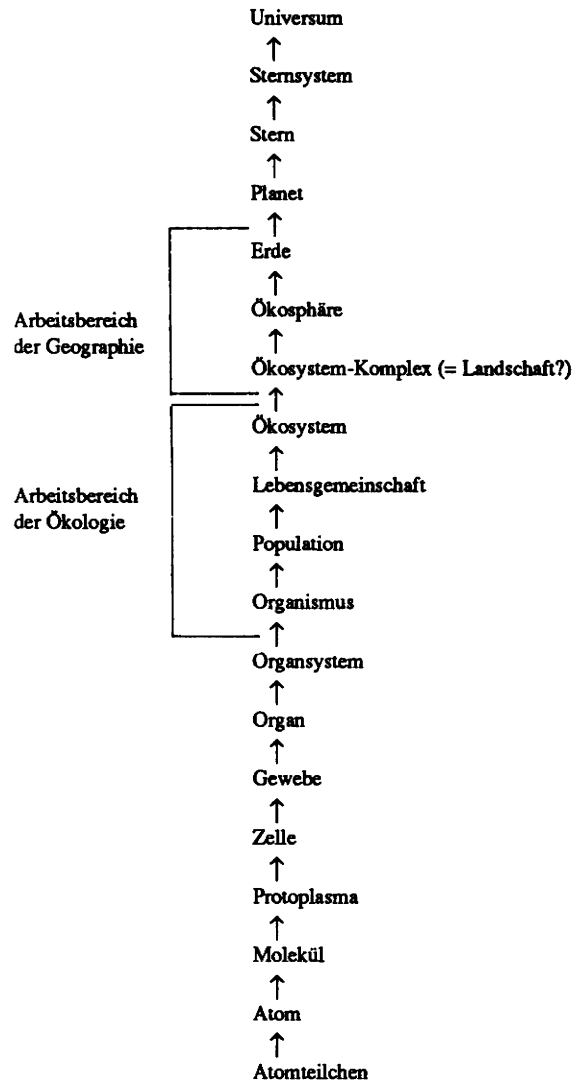 Universum
Sternsystem
Stern
Planet
Erde
Ökosphäre
Arbeitsbereich
der Geographie
Ökosystem-Komplex (= Landschaft?)
Ökosystem
Lebensgemeinschaft
Arbeitsbereich
der Ökologie
Population
Organismus
Organsystem
Organ
Gewebe
Zelle
Protoplasma
Molekül
Atom
Atomteilchen